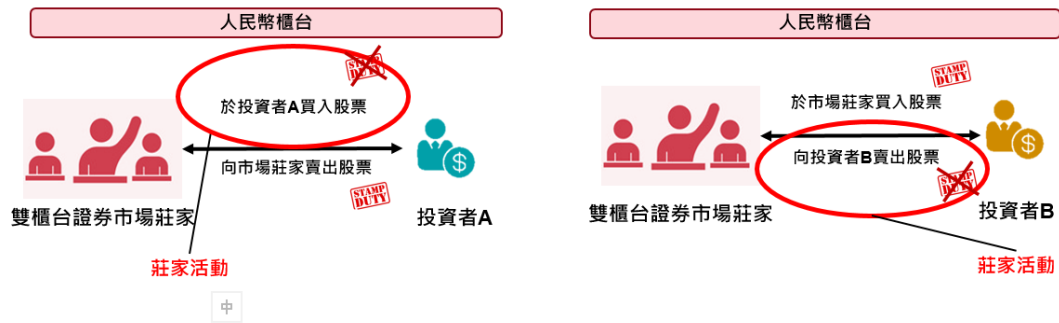 人民幣櫃台
STAMP
DUTY
於投資者A買入股票
向市場莊家賣出股票
STAMP
DUTY
$
雙櫃台證券市場莊家
投資者A
莊家活動
中
人民幣櫃台
STAMP
DUTY
於市場莊家買入股票
向投資者B賣出股票
STAMP
DUTY
$
雙櫃台證券市場莊家
投資者B
莊家活動